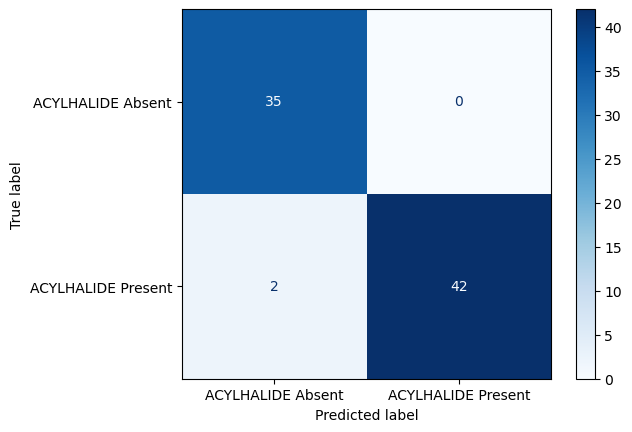 True label
ACYLHALIDE Absent
ACYLHALIDE Present
35
0
2
42
ACYLHALIDE Absent
ACYLHALIDE Present
Predicted label
40
35
30
25
20
15
10
5
0